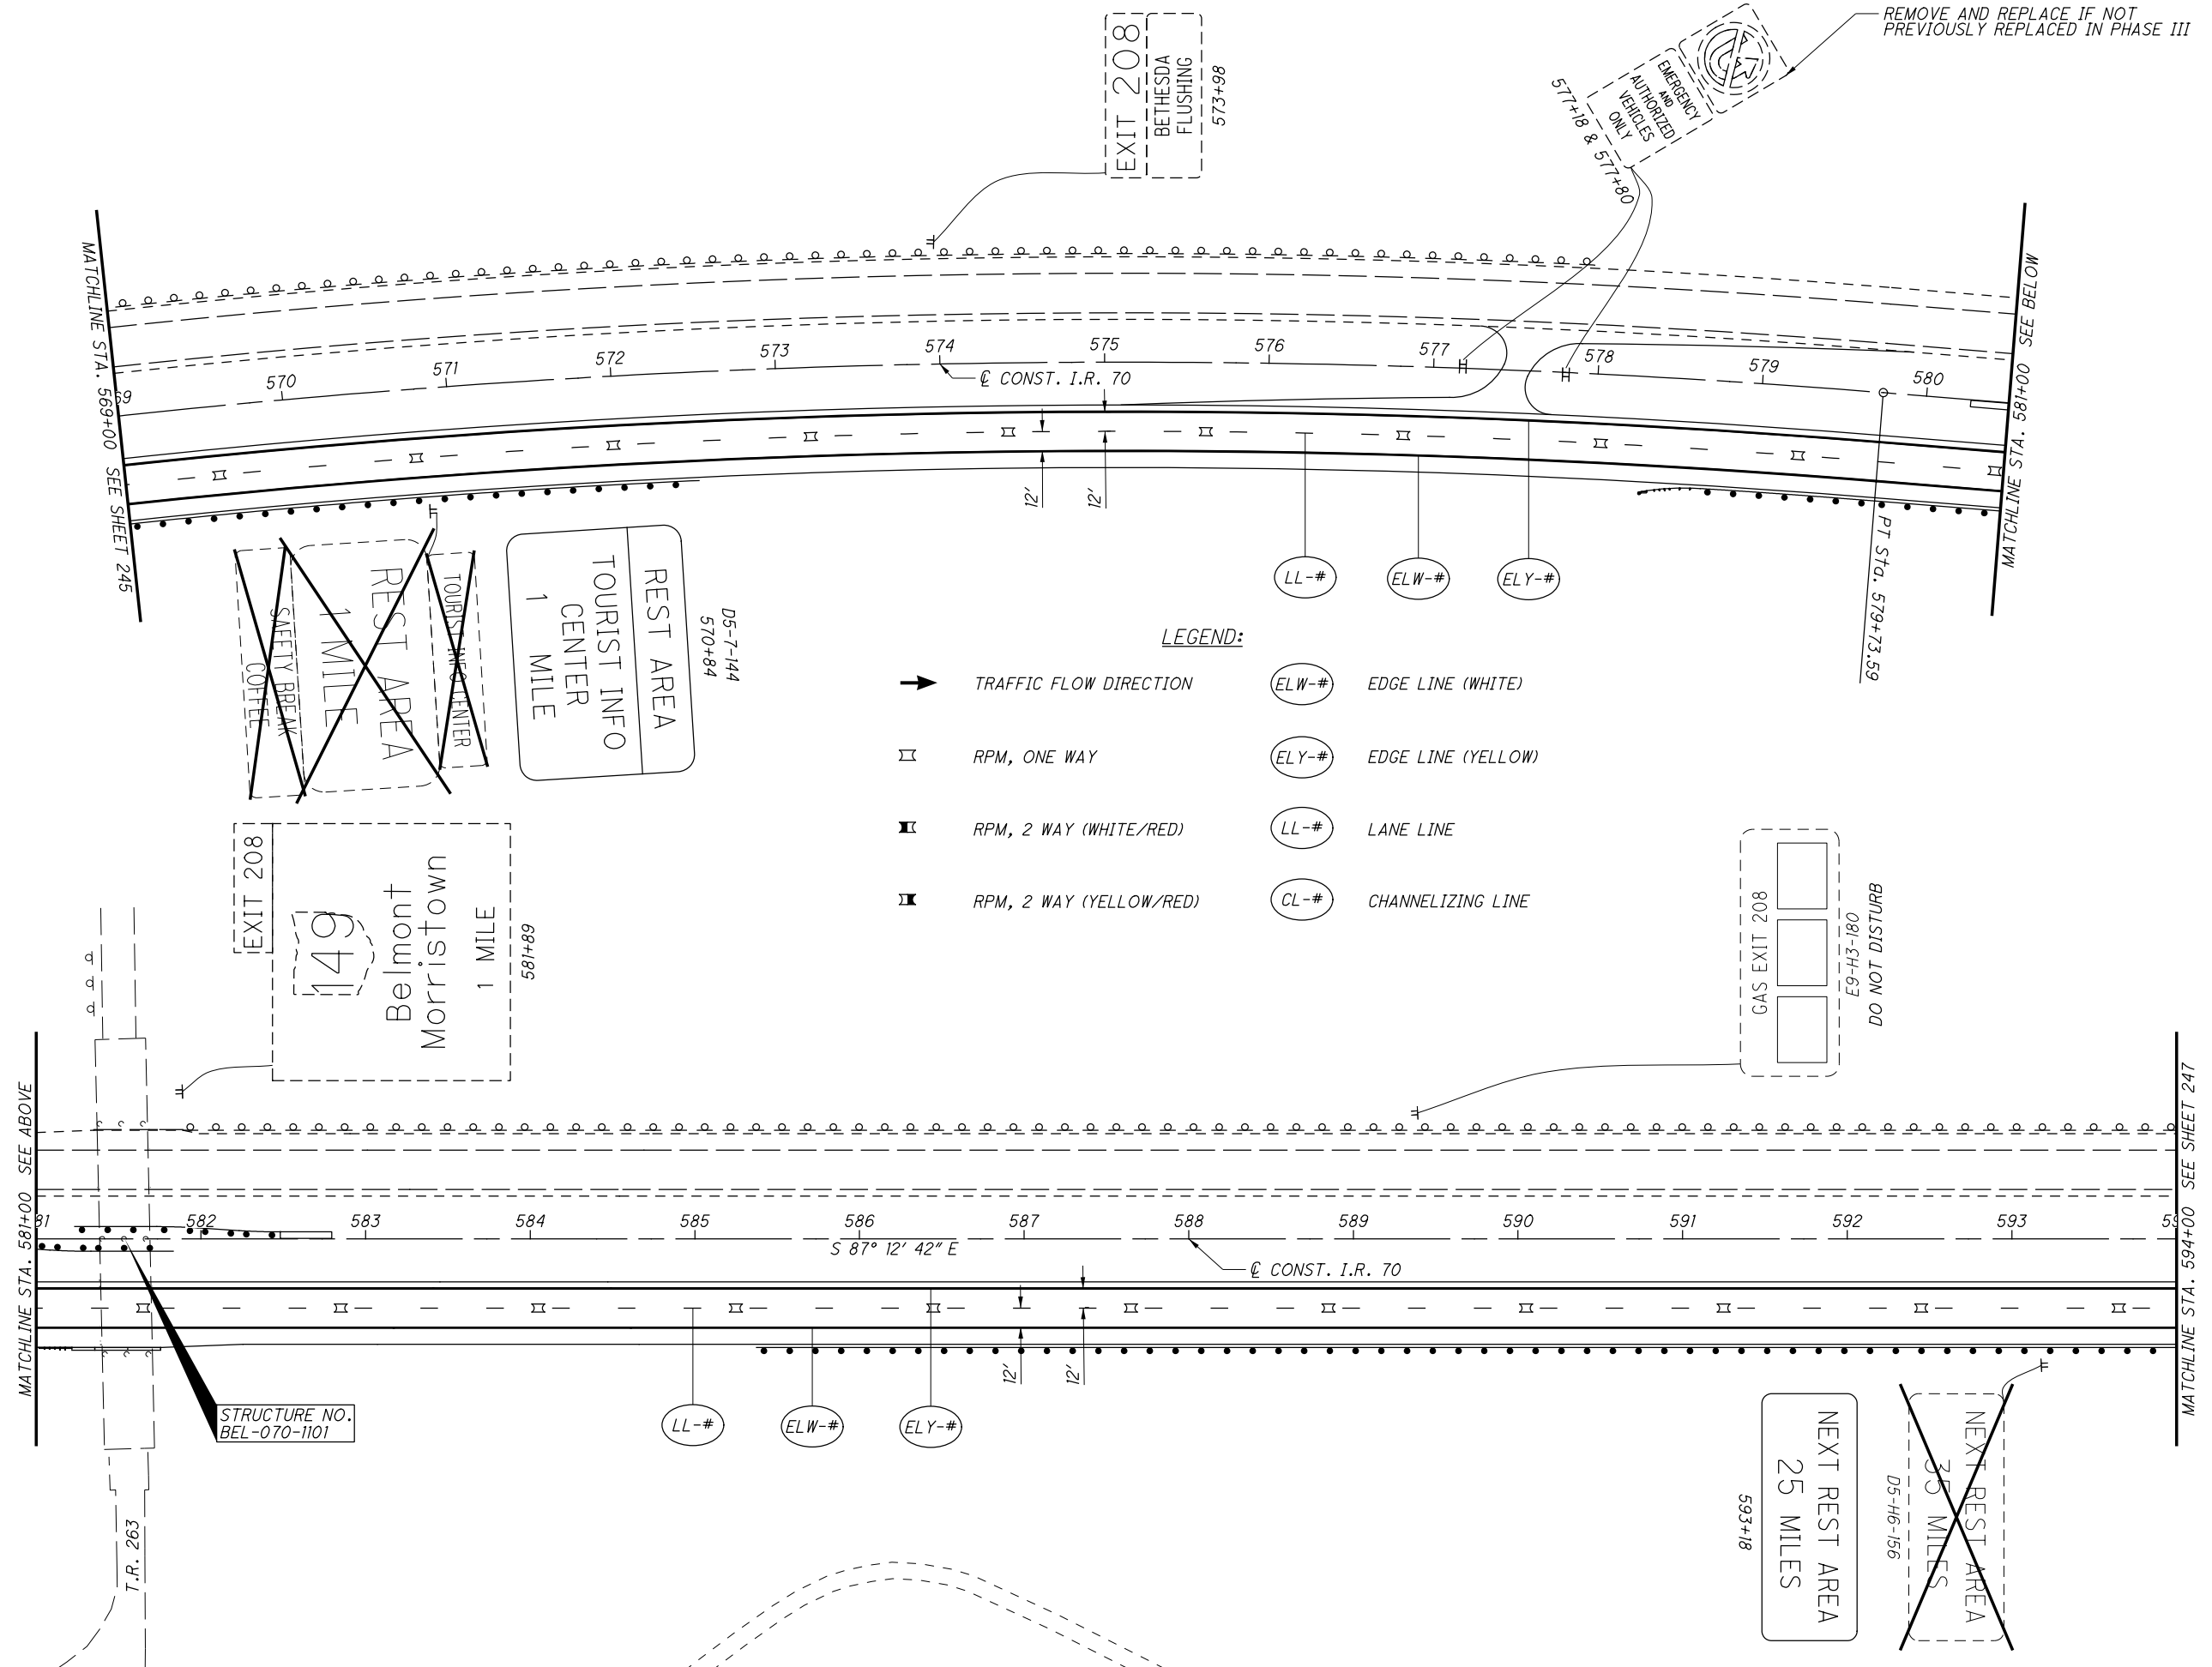 REMOVE AND REPLACE IF NOT
PREVIOUSLY REPLACED IN PHASE III
EXIT 208
BETHESDA
FLUSHING
573+98
EMERGENCY
AND
AUTHORIZED
VEHICLES
ONLY
577+18 & 577+80
MATCHLINE STA. 569+00 SEE SHEET 245
MATCHLINE STA. 581+00 SEE BELOW
69
570
571
572
573
574
575
576
577
578
579
580
℄ CONST. I.R. 70
12'
12'
PT Sta. 579+73.59
LL-#
ELW-#
ELY-#
TOURIST INFO CENTER
REST AREA
1 MILE
SAFETY BREAK
COFFEE
REST AREA
TOURIST INFO
CENTER
1 MILE
D5-7-144
570+84
LEGEND:
TRAFFIC FLOW DIRECTION
ELW-#
EDGE LINE (WHITE)
RPM, ONE WAY
ELY-#
EDGE LINE (YELLOW)
RPM, 2 WAY (WHITE/RED)
LL-#
LANE LINE
RPM, 2 WAY (YELLOW/RED)
CL-#
CHANNELIZING LINE
EXIT 208
149
Belmont
Morristown
1 MILE
581+89
GAS EXIT 208
E9-H3-180
DO NOT DISTURB
MATCHLINE STA. 581+00 SEE ABOVE
MATCHLINE STA. 594+00 SEE SHEET 247
81
582
583
584
585
586
587
588
589
590
591
592
593
59
S 87° 12' 42" E
℄ CONST. I.R. 70
12'
12'
STRUCTURE NO.
BEL-070-1101
LL-#
ELW-#
ELY-#
T.R. 263
NEXT REST AREA
25 MILES
593+18
NEXT REST AREA
35 MILES
D5-H6-156